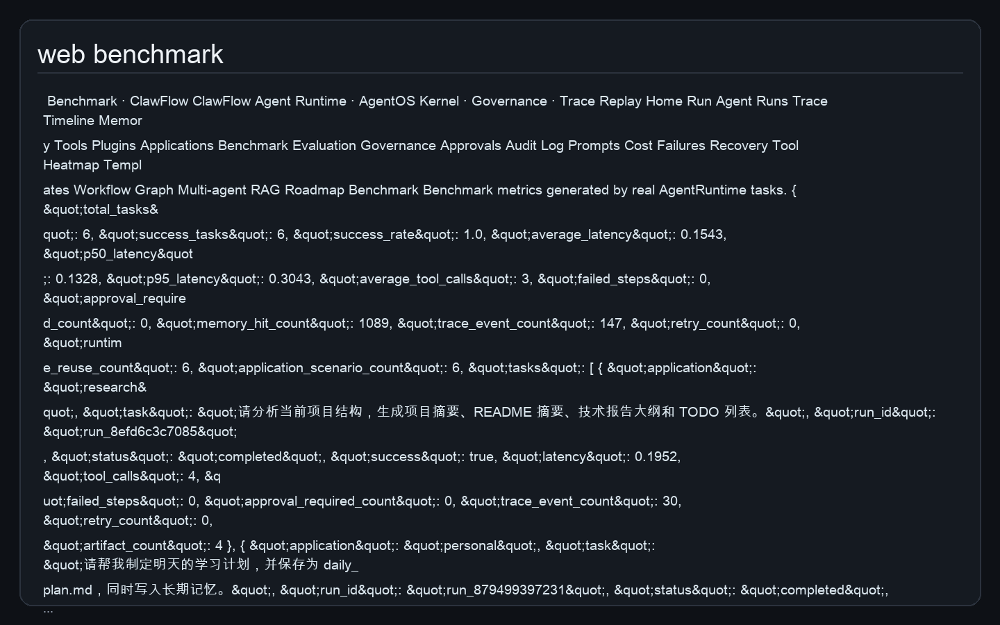 web benchmark
Benchmark · ClawFlow ClawFlow Agent Runtime · AgentOS Kernel · Governance · Trace Replay Home Run Agent Runs Trace
Timeline Memor
y Tools Plugins Applications Benchmark Evaluation Governance Approvals Audit Log Prompts Cost Failures Recovery Tool
Heatmap Templ
ates Workflow Graph Multi-agent RAG Roadmap Benchmark Benchmark metrics generated by real AgentRuntime tasks. {
&quot;total_tasks&
quot;: 6, &quot;success_tasks&quot;: 6, &quot;success_rate&quot;: 1.0, &quot;average_latency&quot;: 0.1543,
&quot;p50_latency&quot
;: 0.1328, &quot;p95_latency&quot;: 0.3043, &quot;average_tool_calls&quot;: 3, &quot;failed_steps&quot;: 0,
&quot;approval_require
d_count&quot;: 0, &quot;memory_hit_count&quot;: 1089, &quot;trace_event_count&quot;: 147, &quot;retry_count&quot;: 0,
&quot;runtim
e_reuse_count&quot;: 6, &quot;application_scenario_count&quot;: 6, &quot;tasks&quot;: [ { &quot;application&quot;:
&quot;research&
quot;, &quot;task&quot;: &quot;请分析当前项目结构，生成项目摘要、README 摘要、技术报告大纲和 TODO 列表。&quot;, &quot;run_id&quot;:
&quot;run_8efd6c3c7085&quot;
, &quot;status&quot;: &quot;completed&quot;, &quot;success&quot;: true, &quot;latency&quot;: 0.1952,
&quot;tool_calls&quot;: 4, &q
uot;failed_steps&quot;: 0, &quot;approval_required_count&quot;: 0, &quot;trace_event_count&quot;: 30,
&quot;retry_count&quot;: 0,
&quot;artifact_count&quot;: 4 }, { &quot;application&quot;: &quot;personal&quot;, &quot;task&quot;:
&quot;请帮我制定明天的学习计划，并保存为 daily_
plan.md，同时写入长期记忆。&quot;, &quot;run_id&quot;: &quot;run_879499397231&quot;, &quot;status&quot;: &quot;completed&quot;,
...